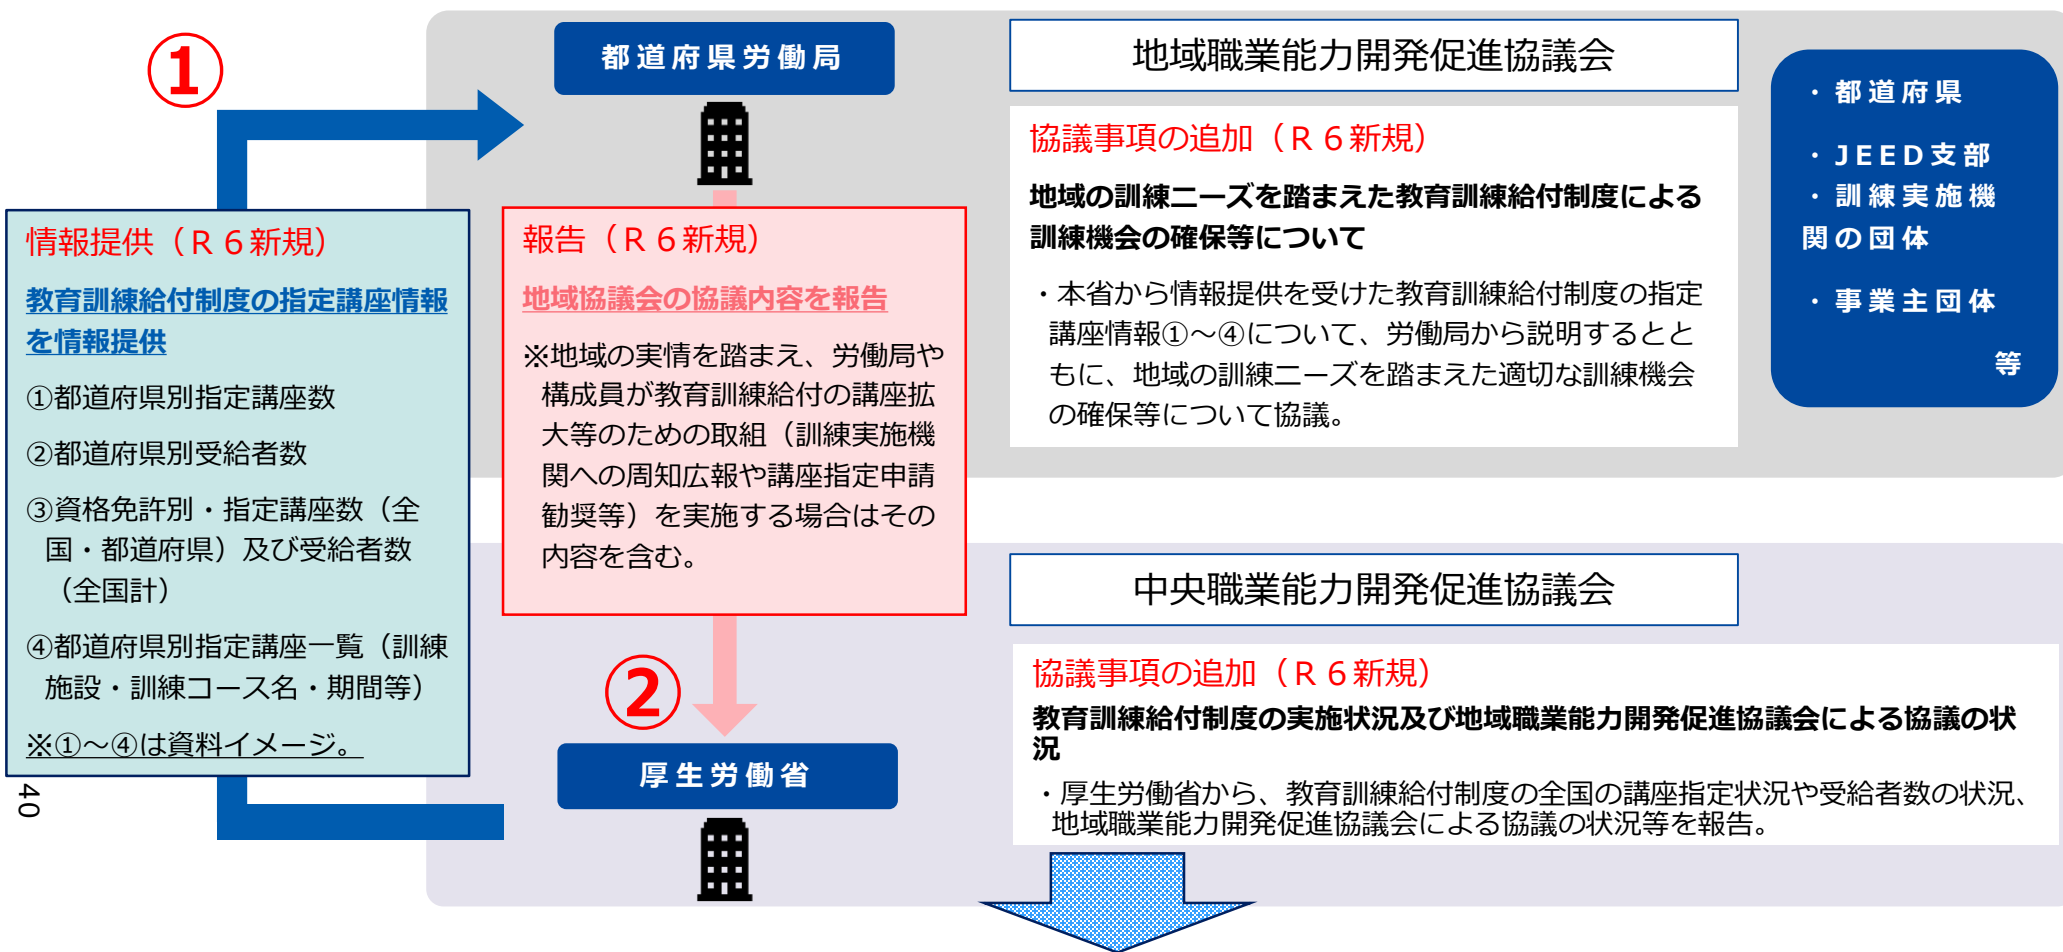 ①
都道府県労働局
地域職業能力開発促進協議会
・都道府県
・JEED支部
・訓練実施機
関の団体
・事業主団体
等
協議事項の追加（Ｒ６新規）
地域の訓練ニーズを踏まえた教育訓練給付制度による
訓練機会の確保等について
・本省から情報提供を受けた教育訓練給付制度の指定
講座情報①～④について、労働局から説明するとと
もに、地域の訓練ニーズを踏まえた適切な訓練機会
の確保等について協議。
情報提供（Ｒ６新規）
教育訓練給付制度の指定講座情報
を情報提供
①都道府県別指定講座数
②都道府県別受給者数
③資格免許別・指定講座数（全
国・都道府県）及び受給者数
（全国計）
④都道府県別指定講座一覧（訓練
施設・訓練コース名・期間等）
※①～④は資料イメージ。
報告（Ｒ６新規）
地域協議会の協議内容を報告
※地域の実情を踏まえ、労働局や
構成員が教育訓練給付の講座拡
大等のための取組（訓練実施機
関への周知広報や講座指定申請
勧奨等）を実施する場合はその
内容を含む。
②
厚生労働省
中央職業能力開発促進協議会
協議事項の追加（Ｒ６新規）
教育訓練給付制度の実施状況及び地域職業能力開発促進協議会による協議の状
況
・厚生労働省から、教育訓練給付制度の全国の講座指定状況や受給者数の状況、
地域職業能力開発促進協議会による協議の状況等を報告。
40